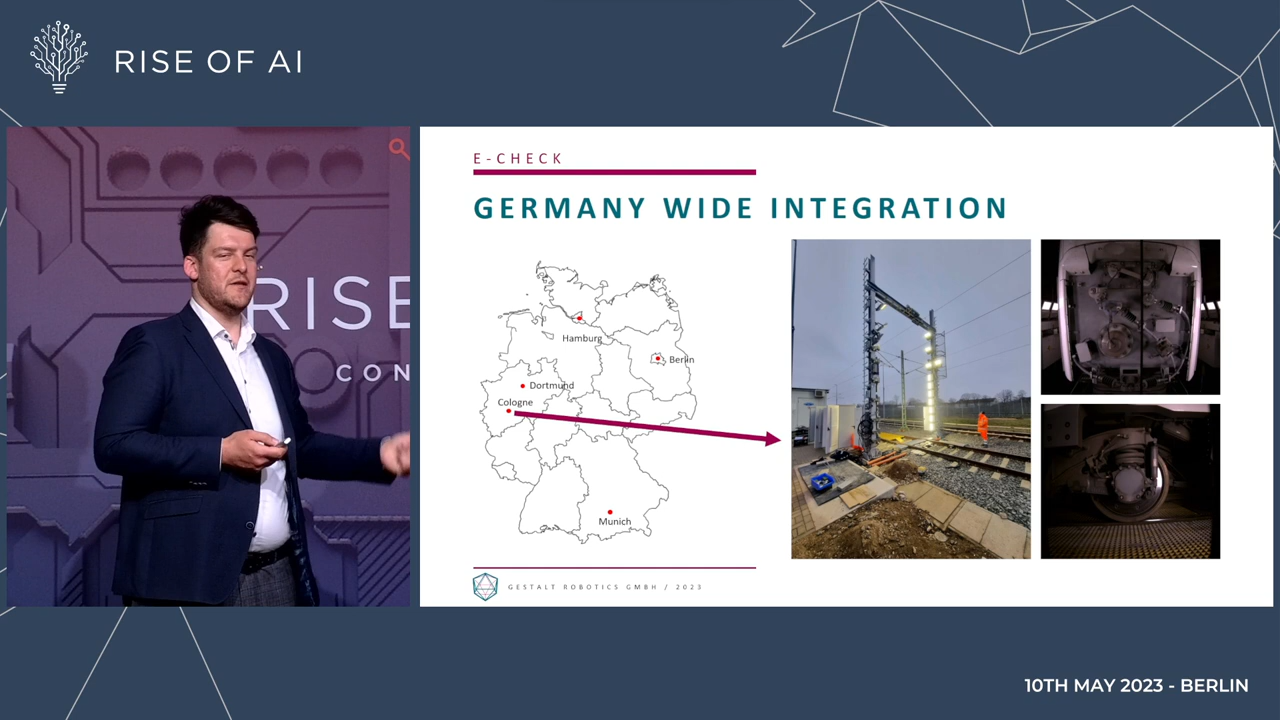 RISE OF AI
RISE
CON
E-CHECK
GERMANY WIDE INTEGRATION
Hamburg
Berlin
Dortmund
Cologne
Munich
GESTALT ROBOTICS GMBH / 2023
10TH MAY 2023 - BERLIN